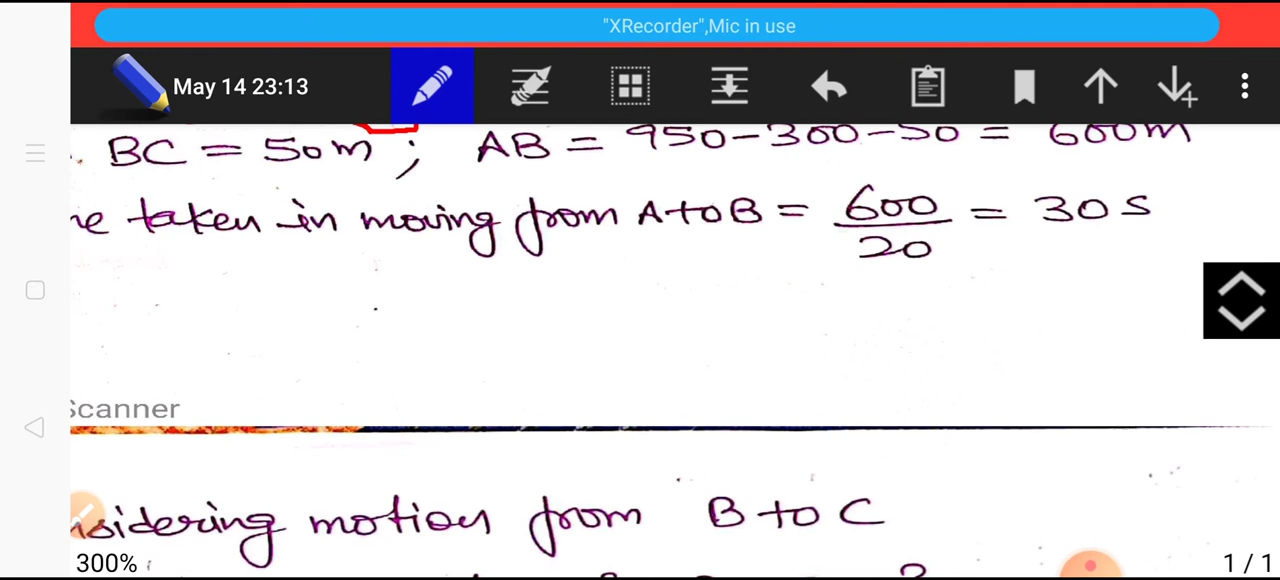 "XRecorder",Mic in use
May 14 23:13
BC = 50m ; AB = 950-300-50 = 600m
taken in moving from A to B = 600/20 = 30 s
Scanner
motion from B to C
300%
1 / 1